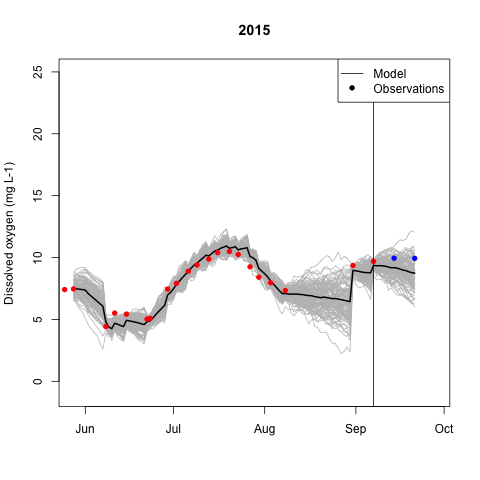 2015
Dissolved oxygen (mg L-1)
25
20
15
10
5
0
Model
Observations
Jun
Jul
Aug
Sep
Oct